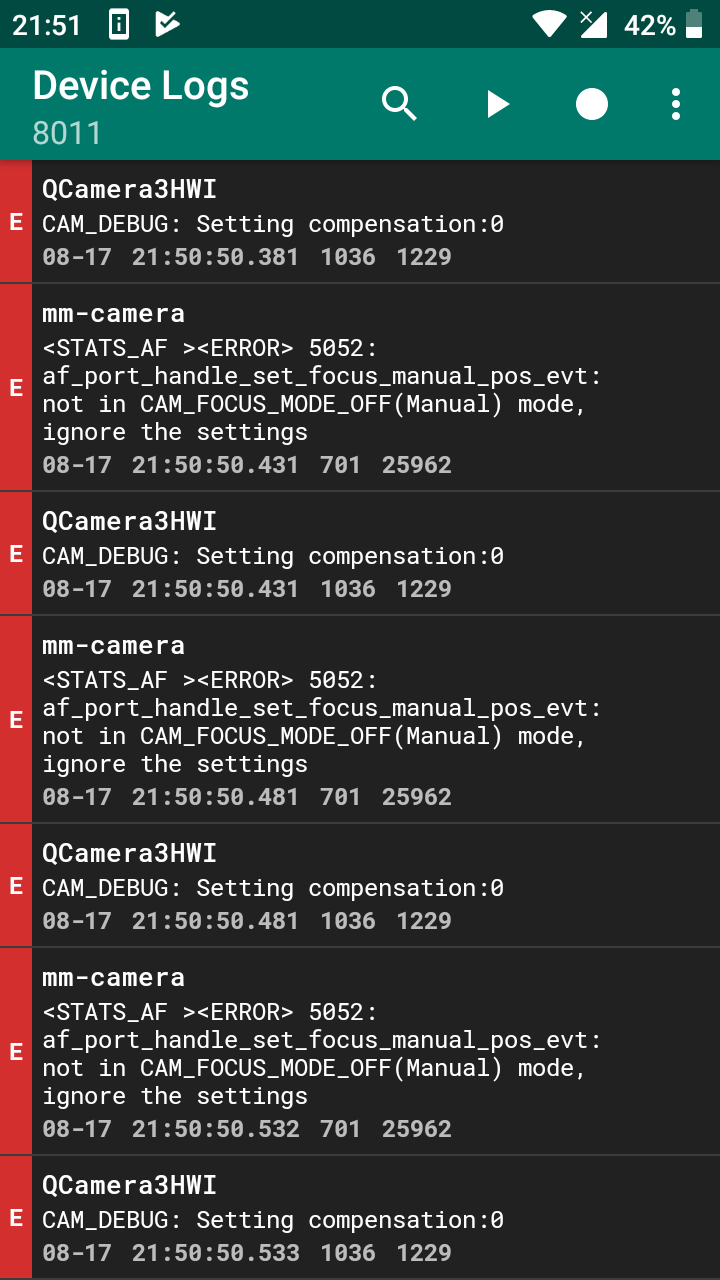 21:51
42%
Device Logs
8011
QCamera3HWI
E
CAM_DEBUG: Setting compensation:0
08-17 21:50:50.381 1036 1229
mm-camera
<STATS_AF ><ERROR> 5052:
af_port_handle_set_focus_manual_pos_evt:
E
not in CAM_FOCUS_MODE_OFF(Manual) mode,
ignore the settings
08-17 21:50:50.431 701 25962
QCamera3HWI
E
CAM_DEBUG: Setting compensation:0
08-17 21:50:50.431 1036 1229
mm-camera
<STATS_AF ><ERROR> 5052:
af_port_handle_set_focus_manual_pos_evt:
E
not in CAM_FOCUS_MODE_OFF(Manual) mode,
ignore the settings
08-17 21:50:50.481 701 25962
QCamera3HWI
E
CAM_DEBUG: Setting compensation:0
08-17 21:50:50.481 1036 1229
mm-camera
<STATS_AF ><ERROR> 5052:
af_port_handle_set_focus_manual_pos_evt:
E
not in CAM_FOCUS_MODE_OFF(Manual) mode,
ignore the settings
08-17 21:50:50.532 701 25962
QCamera3HWI
E
CAM_DEBUG: Setting compensation:0
08-17 21:50:50.533 1036 1229